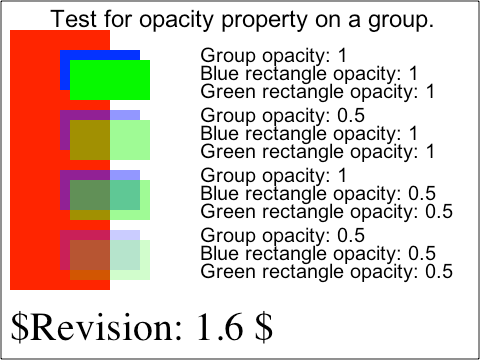 Test for opacity property on a group.
Group opacity: 1
Blue rectangle opacity: 1
Green rectangle opacity: 1
Group opacity: 0.5
Blue rectangle opacity: 1
Green rectangle opacity: 1
Group opacity: 1
Blue rectangle opacity: 0.5
Green rectangle opacity: 0.5
Group opacity: 0.5
Blue rectangle opacity: 0.5
Green rectangle opacity: 0.5
$Revision: 1.6 $